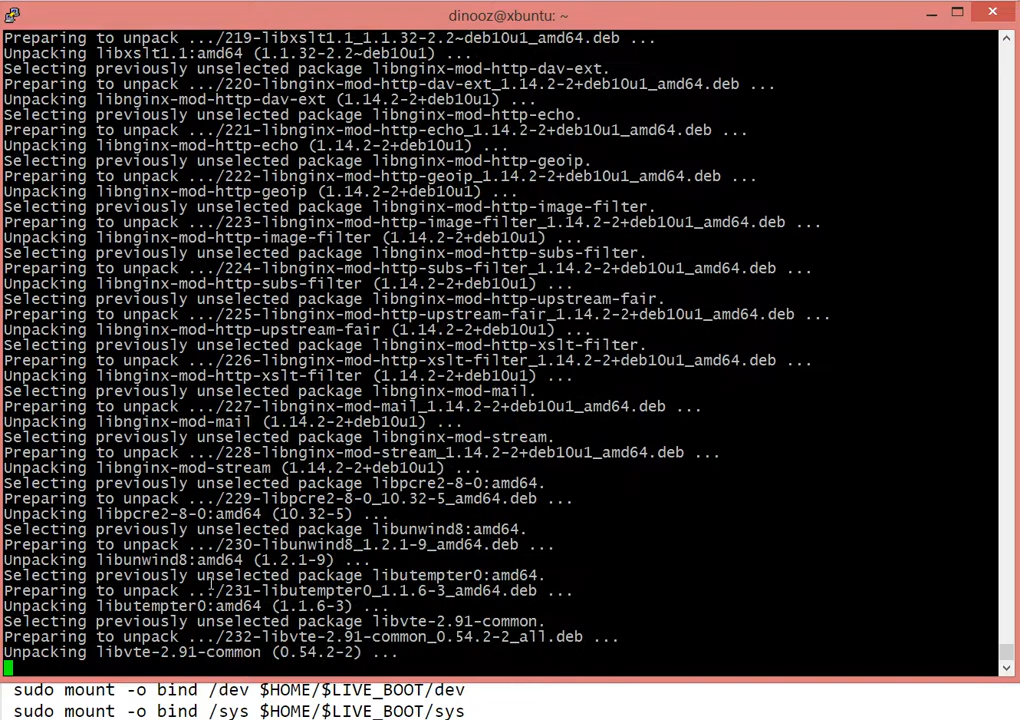 dinooz@xbuntu: ~
Preparing to unpack .../219-libxslt1.1_1.1.32-2.2~deb10u1_amd64.deb ...
Unpacking libxslt1.1:amd64 (1.1.32-2.2~deb10u1) ...
Selecting previously unselected package libnginx-mod-http-dav-ext.
Preparing to unpack .../220-libnginx-mod-http-dav-ext_1.14.2-2+deb10u1_amd64.deb ...
Unpacking libnginx-mod-http-dav-ext (1.14.2-2+deb10u1) ...
Selecting previously unselected package libnginx-mod-http-echo.
Preparing to unpack .../221-libnginx-mod-http-echo_1.14.2-2+deb10u1_amd64.deb ...
Unpacking libnginx-mod-http-echo (1.14.2-2+deb10u1) ...
Selecting previously unselected package libnginx-mod-http-geoip.
Preparing to unpack .../222-libnginx-mod-http-geoip_1.14.2-2+deb10u1_amd64.deb ...
Unpacking libnginx-mod-http-geoip (1.14.2-2+deb10u1) ...
Selecting previously unselected package libnginx-mod-http-image-filter.
Preparing to unpack .../223-libnginx-mod-http-image-filter_1.14.2-2+deb10u1_amd64.deb ...
Unpacking libnginx-mod-http-image-filter (1.14.2-2+deb10u1) ...
Selecting previously unselected package libnginx-mod-http-subs-filter.
Preparing to unpack .../224-libnginx-mod-http-subs-filter_1.14.2-2+deb10u1_amd64.deb ...
Unpacking libnginx-mod-http-subs-filter (1.14.2-2+deb10u1) ...
Selecting previously unselected package libnginx-mod-http-upstream-fair.
Preparing to unpack .../225-libnginx-mod-http-upstream-fair_1.14.2-2+deb10u1_amd64.deb ...
Unpacking libnginx-mod-http-upstream-fair (1.14.2-2+deb10u1) ...
Selecting previously unselected package libnginx-mod-http-xslt-filter.
Preparing to unpack .../226-libnginx-mod-http-xslt-filter_1.14.2-2+deb10u1_amd64.deb ...
Unpacking libnginx-mod-http-xslt-filter (1.14.2-2+deb10u1) ...
Selecting previously unselected package libnginx-mod-mail.
Preparing to unpack .../227-libnginx-mod-mail_1.14.2-2+deb10u1_amd64.deb ...
Unpacking libnginx-mod-mail (1.14.2-2+deb10u1) ...
Selecting previously unselected package libnginx-mod-stream.
Preparing to unpack .../228-libnginx-mod-stream_1.14.2-2+deb10u1_amd64.deb ...
Unpacking libnginx-mod-stream (1.14.2-2+deb10u1) ...
Selecting previously unselected package libpcre2-8-0:amd64.
Preparing to unpack .../229-libpcre2-8-0_10.32-5_amd64.deb ...
Unpacking libpcre2-8-0:amd64 (10.32-5) ...
Selecting previously unselected package libunwind8:amd64.
Preparing to unpack .../230-libunwind8_1.2.1-9_amd64.deb ...
Unpacking libunwind8:amd64 (1.2.1-9) ...
Selecting previously unselected package libutempter0:amd64.
Preparing to unpack .../231-libutempter0_1.1.6-3_amd64.deb ...
Unpacking libutempter0:amd64 (1.1.6-3) ...
Selecting previously unselected package libvte-2.91-common.
Preparing to unpack .../232-libvte-2.91-common_0.54.2-2_all.deb ...
Unpacking libvte-2.91-common (0.54.2-2) ...
sudo mount -o bind /dev $HOME/$LIVE_BOOT/dev
sudo mount -o bind /sys $HOME/$LIVE_BOOT/sys